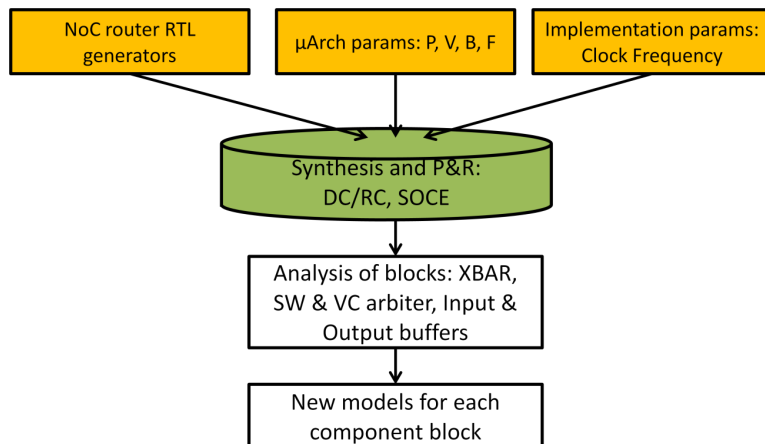 NoC router RTL
generators
µArch params: P, V, B, F
Implementation params:
Clock Frequency
Synthesis and P&R:
DC/RC, SOCE
Analysis of blocks: XBAR,
SW & VC arbiter, Input &
Output buffers
New models for each
component block